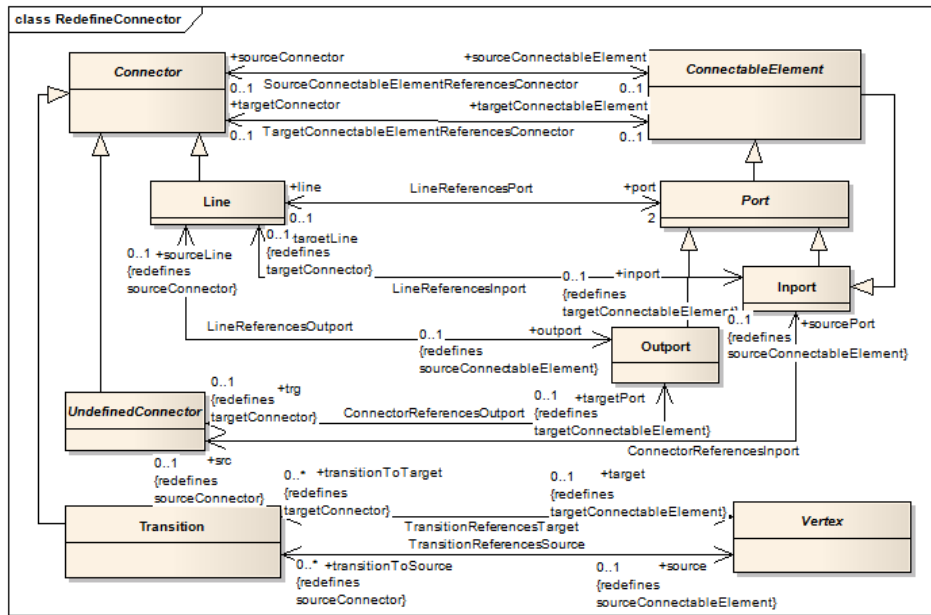 class RedefineConnector
Connector
+sourceConnector
+sourceConnectableElement
ConnectableElement
0..1
SourceConnectableElementReferencesConnector
0..1
+targetConnector
+targetConnectableElement
0..1
TargetConnectableElementReferencesConnector
0..1
Line
+line
LineReferencesPort
+port
Port
0..1
2
0..1
+sourceLine
{redefines
sourceConnector}
0..1
targetLine
{redefines
targetConnector}
LineReferencesInport
0..1
+inport
{redefines
targetConnectableElement}
Inport
LineReferencesOutport
0..1
+outport
{redefines
sourceConnectableElement}
Outport
0..1
+sourcePort
{redefines
sourceConnectableElement}
UndefinedConnector
0..1
+trg
{redefines
targetConnector}
ConnectorReferencesOutport
0..1
+targetPort
{redefines
targetConnectableElement}
ConnectorReferencesInport
0..1
+src
{redefines
sourceConnector}
0..*
+transitionToTarget
{redefines
targetConnector}
0..1
+target
{redefines
targetConnectableElement}
Transition
TransitionReferencesTarget
Vertex
TransitionReferencesSource
0..*
+transitionToSource
{redefines
sourceConnector}
0..1
+source
{redefines
sourceConnectableElement}